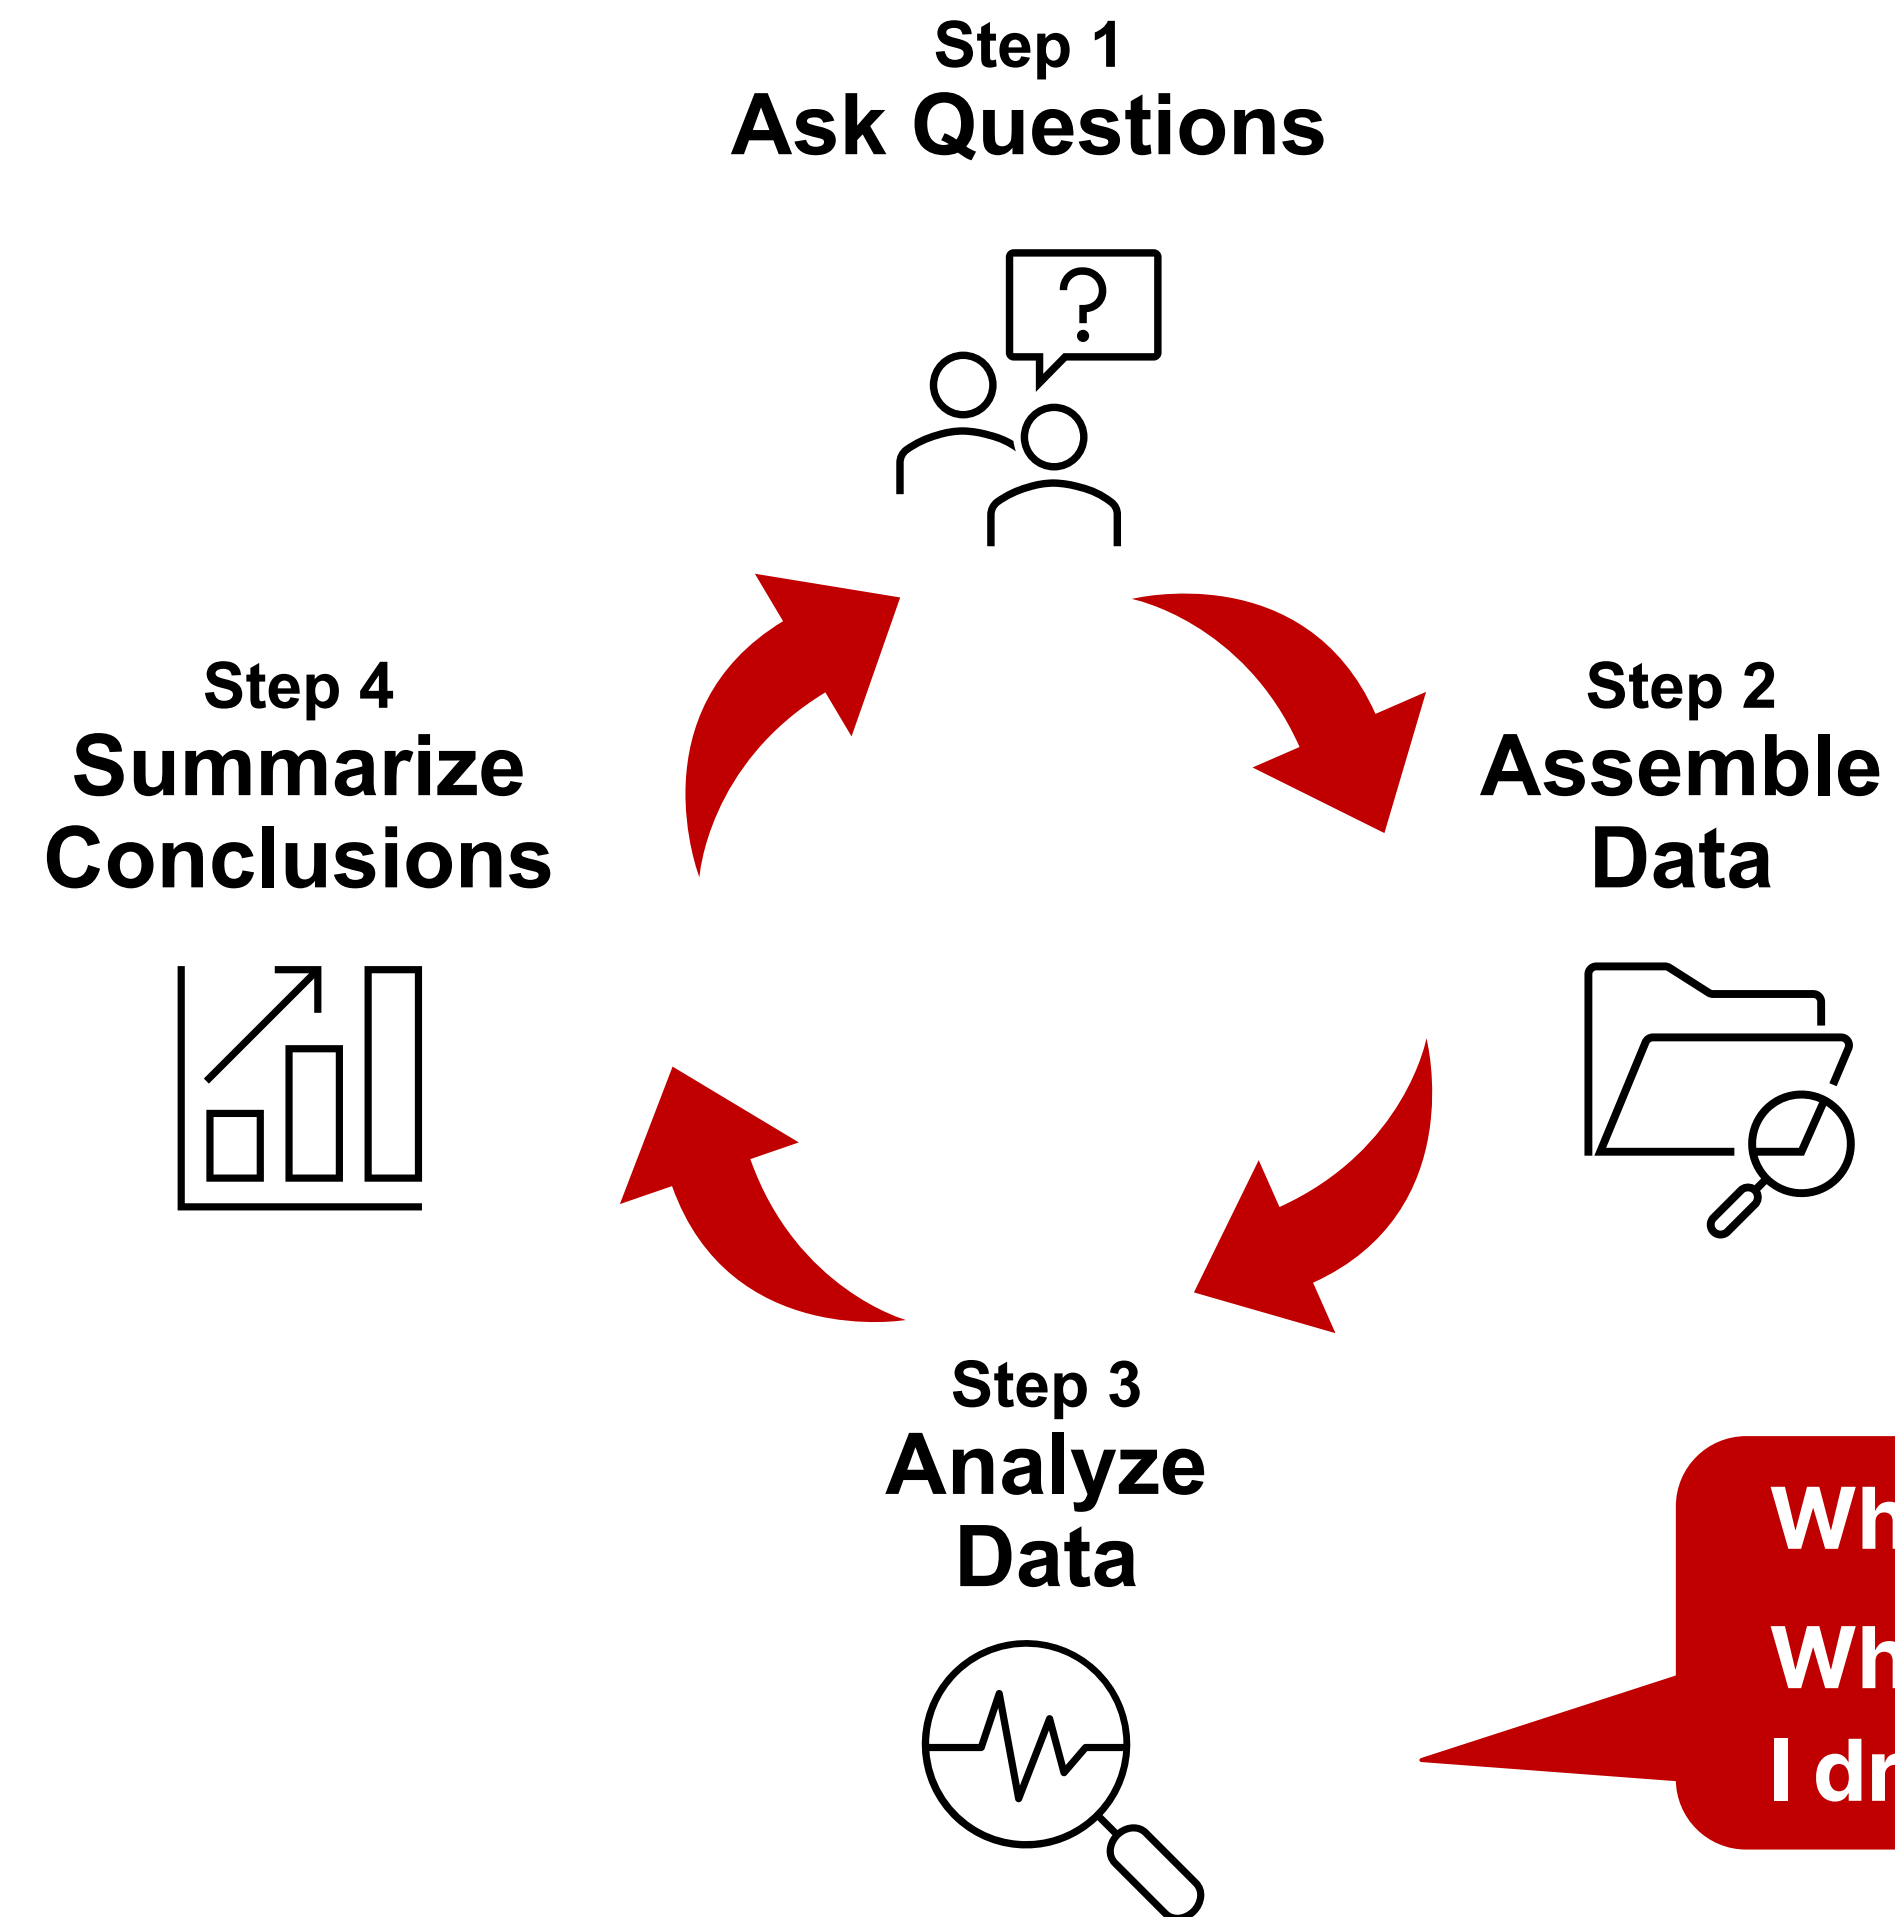 Step 1
Ask Questions
?
Step 4
Summarize
Conclusions
Step 2
Assemble
Data
Step 3
Analyze
Data
I